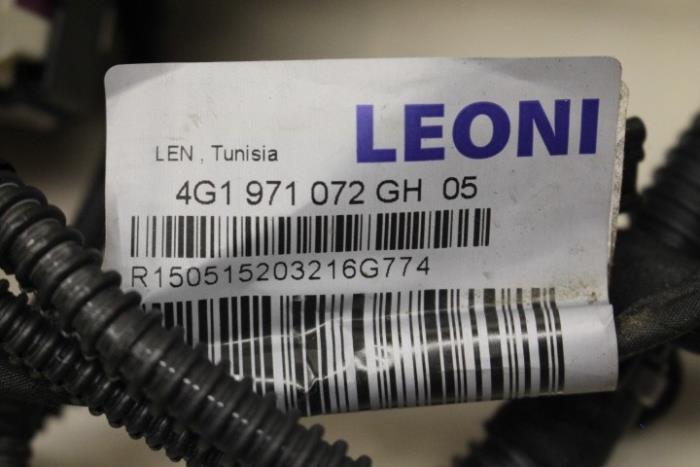 LEONI
LEN , Tunisia
4G1 971 072 GH 05
R150515203216G774